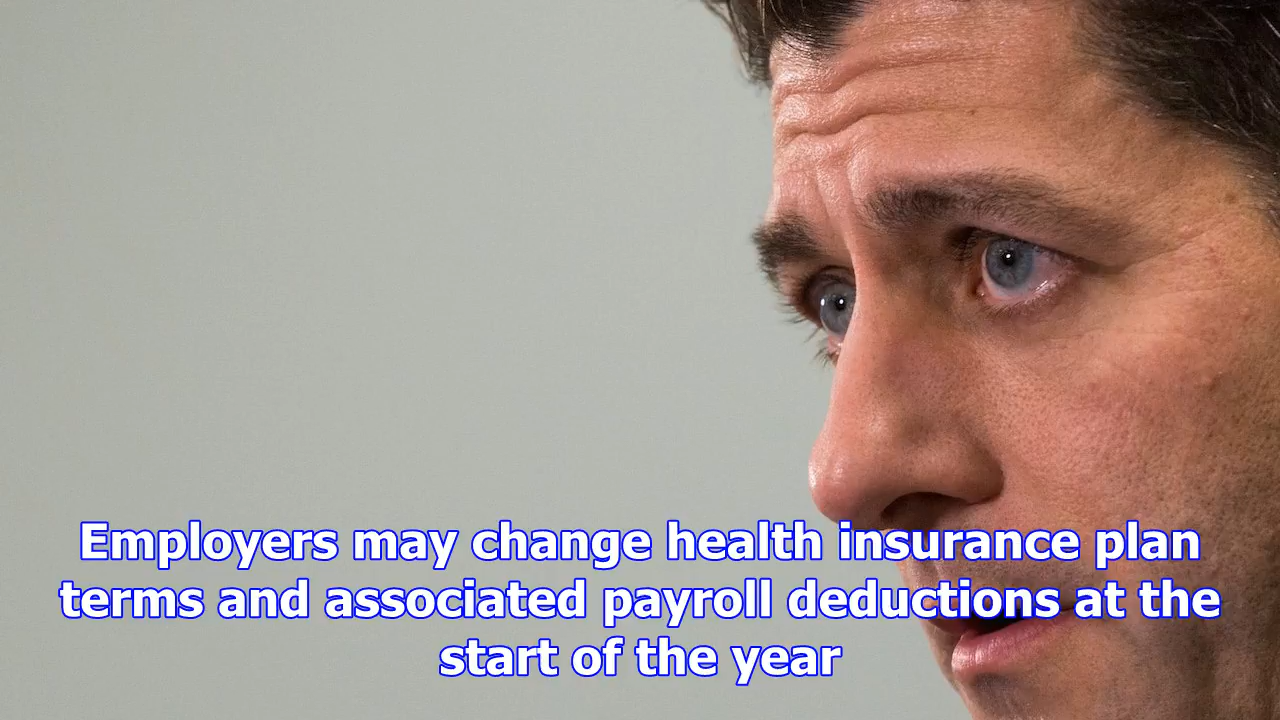 Employers may change health insurance plan
terms and associated payroll deductions at the
start of the year